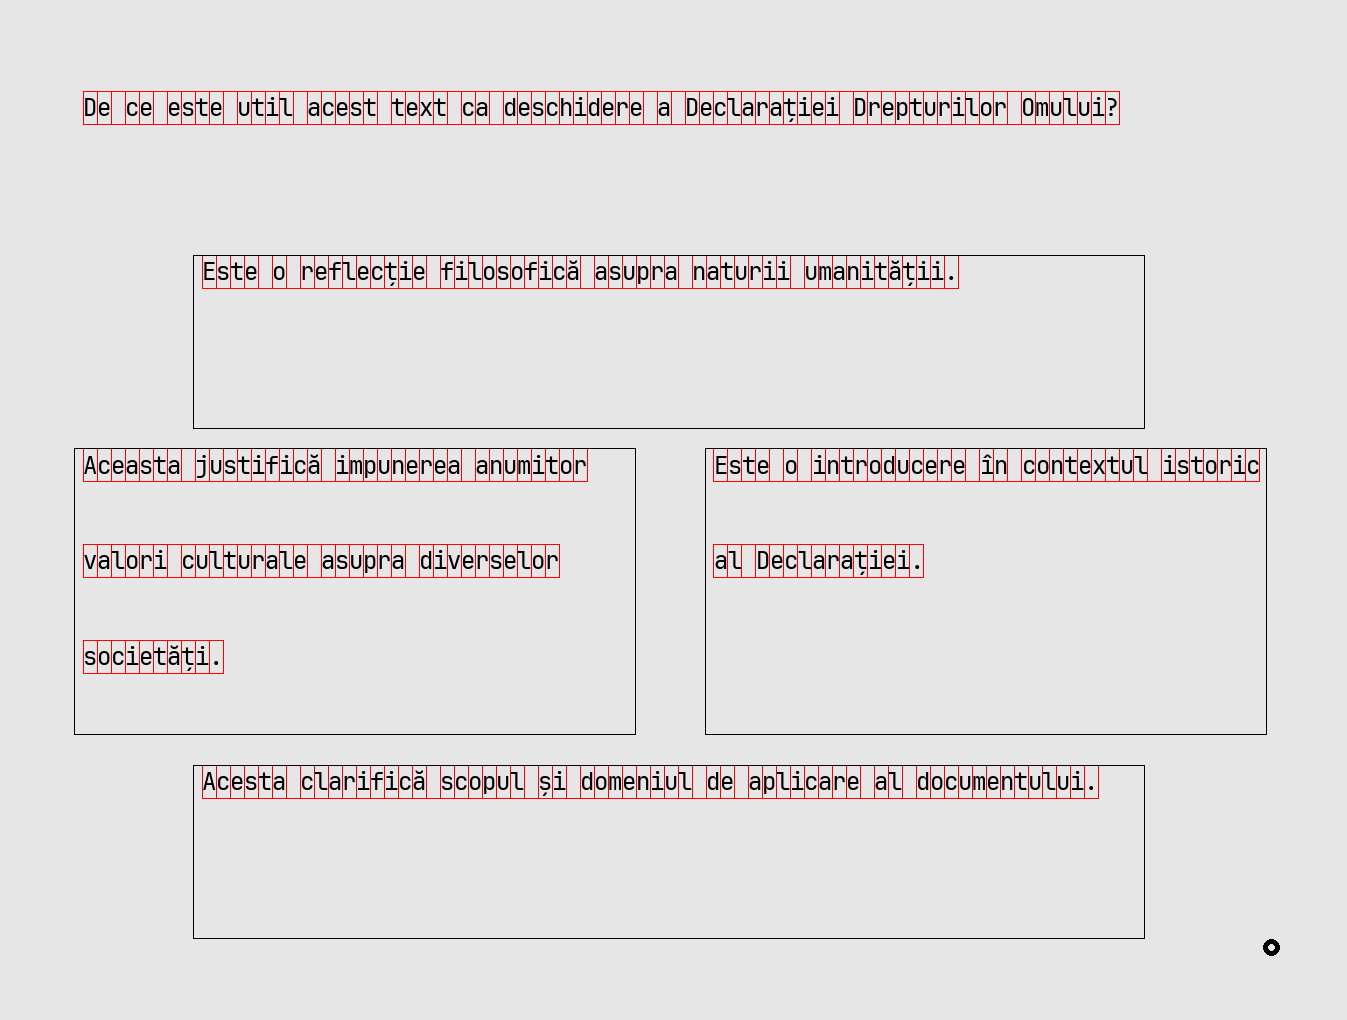 De ce este util acest text ca deschidere a Declarației Drepturilor Omului?
Este o reflecție filosofică asupra naturii umanității.
Aceasta justifică impunerea anumitor
valori culturale asupra diverselor
societăți.
Este o introducere în contextul istoric
al Declarației.
Acesta clarifică scopul și domeniul de aplicare al documentului.